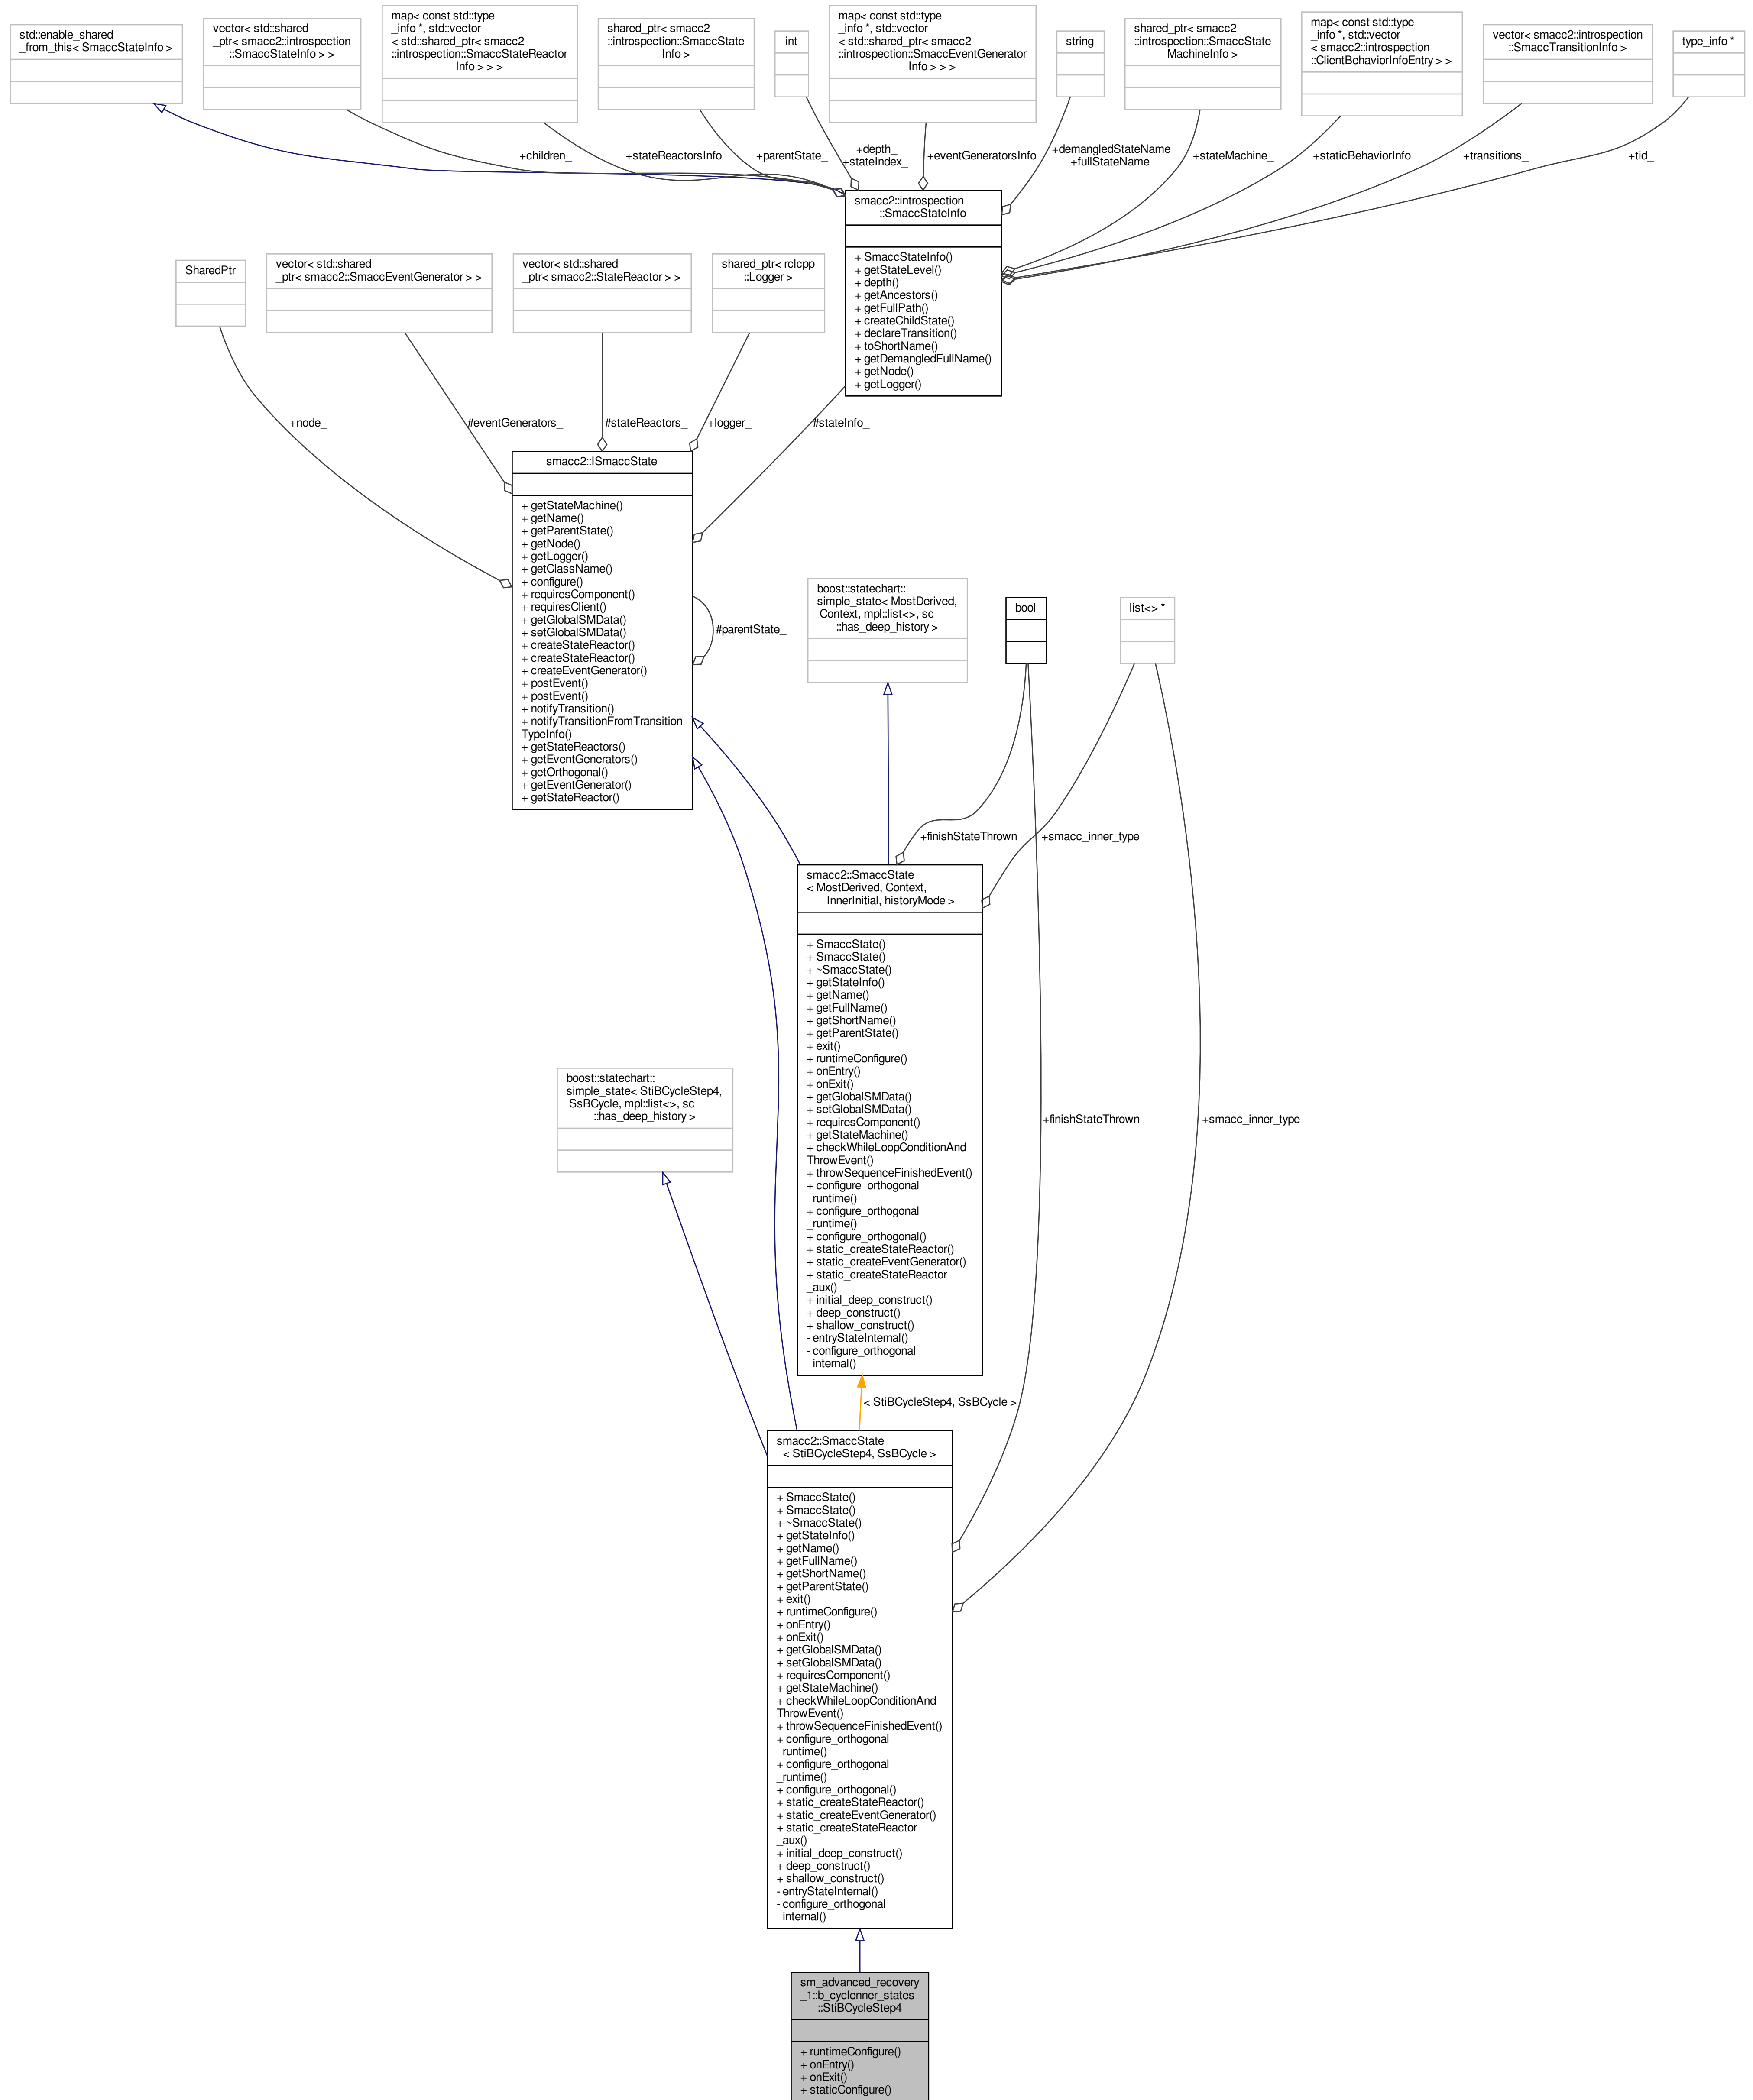 std::enable_shared
_from_this< SmaccStateInfo >
vector< std::shared
_ptr< smacc2::introspection
::SmaccStateInfo > >
map< const std::type
_info *, std::vector
< std::shared_ptr< smacc2
::introspection::SmaccStateReactor
Info > > >
shared_ptr< smacc2
::introspection::SmaccState
Info >
int
map< const std::type
_info *, std::vector
< std::shared_ptr< smacc2
::introspection::SmaccEventGenerator
Info > > >
string
shared_ptr< smacc2
::introspection::SmaccState
MachineInfo >
map< const std::type
_info *, std::vector
< smacc2::introspection
::ClientBehaviorInfoEntry > >
vector< smacc2::introspection
::SmaccTransitionInfo >
type_info *
+children_
+stateReactorsInfo
+parentState_
+depth_
+stateIndex_
+eventGeneratorsInfo
+demangledStateName
+fullStateName
+stateMachine_
+staticBehaviorInfo
+transitions_
+tid_
smacc2::introspection
::SmaccStateInfo
+ SmaccStateInfo()
+ getStateLevel()
+ depth()
+ getAncestors()
+ getFullPath()
+ createChildState()
+ declareTransition()
+ toShortName()
+ getDemangledFullName()
+ getNode()
+ getLogger()
SharedPtr
vector< std::shared
_ptr< smacc2::SmaccEventGenerator > >
vector< std::shared
_ptr< smacc2::StateReactor > >
shared_ptr< rclcpp
::Logger >
+node_
#eventGenerators_
#stateReactors_
+logger_
#stateInfo_
smacc2::ISmaccState
+ getStateMachine()
+ getName()
+ getParentState()
+ getNode()
+ getLogger()
+ getClassName()
+ configure()
+ requiresComponent()
+ requiresClient()
+ getGlobalSMData()
+ setGlobalSMData()
+ createStateReactor()
+ createStateReactor()
+ createEventGenerator()
+ postEvent()
+ postEvent()
+ notifyTransition()
+ notifyTransitionFromTransition
TypeInfo()
+ getStateReactors()
+ getEventGenerators()
+ getOrthogonal()
+ getEventGenerator()
+ getStateReactor()
#parentState_
boost::statechart::
simple_state< MostDerived,
Context, mpl::list<>, sc
::has_deep_history >
bool
list<> *
+finishStateThrown
+smacc_inner_type
smacc2::SmaccState
< MostDerived, Context,
InnerInitial, historyMode >
+ SmaccState()
+ SmaccState()
+ ~SmaccState()
+ getStateInfo()
+ getName()
+ getFullName()
+ getShortName()
+ getParentState()
+ exit()
+ runtimeConfigure()
+ onEntry()
+ onExit()
+ getGlobalSMData()
+ setGlobalSMData()
+ requiresComponent()
+ getStateMachine()
+ checkWhileLoopConditionAnd
ThrowEvent()
+ throwSequenceFinishedEvent()
+ configure_orthogonal
_runtime()
+ configure_orthogonal
_runtime()
+ configure_orthogonal()
+ static_createStateReactor()
+ static_createEventGenerator()
+ static_createStateReactor
_aux()
+ initial_deep_construct()
+ deep_construct()
+ shallow_construct()
- entryStateInternal()
- configure_orthogonal
_internal()
boost::statechart::
simple_state< StiBCycleStep4,
SsBCycle, mpl::list<>, sc
::has_deep_history >
+finishStateThrown
+smacc_inner_type
< StiBCycleStep4, SsBCycle >
smacc2::SmaccState
< StiBCycleStep4, SsBCycle >
+ SmaccState()
+ SmaccState()
+ ~SmaccState()
+ getStateInfo()
+ getName()
+ getFullName()
+ getShortName()
+ getParentState()
+ exit()
+ runtimeConfigure()
+ onEntry()
+ onExit()
+ getGlobalSMData()
+ setGlobalSMData()
+ requiresComponent()
+ getStateMachine()
+ checkWhileLoopConditionAnd
ThrowEvent()
+ throwSequenceFinishedEvent()
+ configure_orthogonal
_runtime()
+ configure_orthogonal
_runtime()
+ configure_orthogonal()
+ static_createStateReactor()
+ static_createEventGenerator()
+ static_createStateReactor
_aux()
+ initial_deep_construct()
+ deep_construct()
+ shallow_construct()
- entryStateInternal()
- configure_orthogonal
_internal()
sm_advanced_recovery
_1::b_cyclenner_states
::StiBCycleStep4
+ runtimeConfigure()
+ onEntry()
+ onExit()
+ staticConfigure()